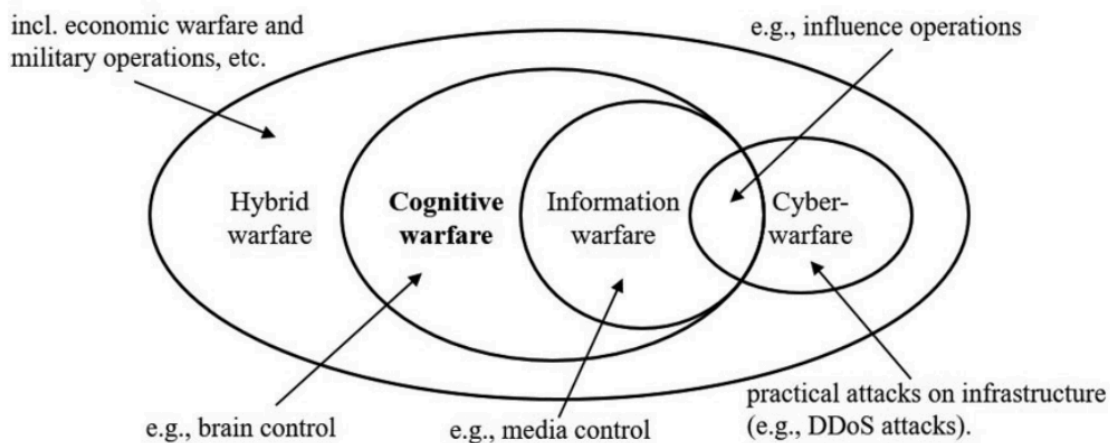 incl. economic warfare and
military operations, etc.
e.g., influence operations
Hybrid
warfare
Cognitive
warfare
Information
warfare
Cyber-
warfare
e.g., brain control
e.g., media control
practical attacks on infrastructure
(e.g., DDoS attacks).